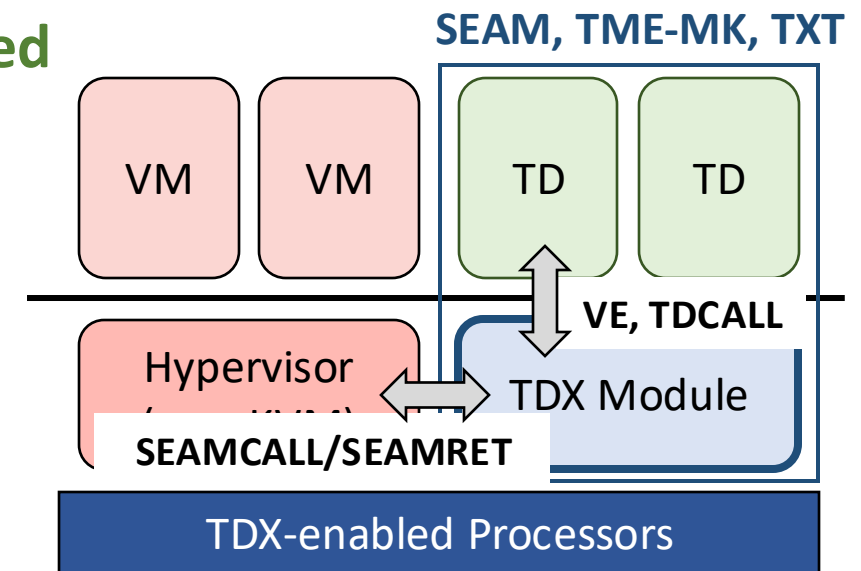 ed
SEAM, TME-MK, TXT
VM VM TD TD
VE, TDCALL
Hypervisor
TDX Module
SEAMCALL/SEAMRET
TDX-enabled Processors